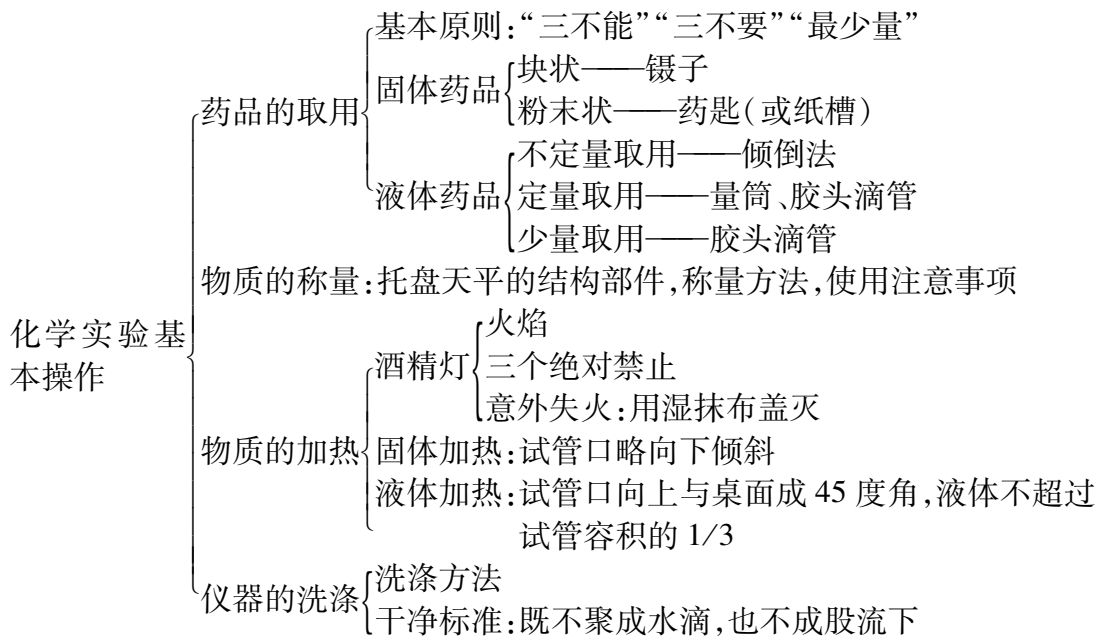 基本原则:“三不能”“三不要”“最少量”
块状——镊子
固体药品
粉末状——药匙(或纸槽)
药品的取用
不定量取用——倾倒法
液体药品
定量取用——量筒、胶头滴管
少量取用——胶头滴管
物质的称量:托盘天平的结构部件,称量方法,使用注意事项
化学实验基
本操作
火焰
酒精灯
三个绝对禁止
意外失火:用湿抹布盖灭
物质的加热
固体加热:试管口略向下倾斜
液体加热:试管口向上与桌面成 45 度角,液体不超过
试管容积的 1/3
仪器的洗涤
洗涤方法
干净标准:既不聚成水滴,也不成股流下